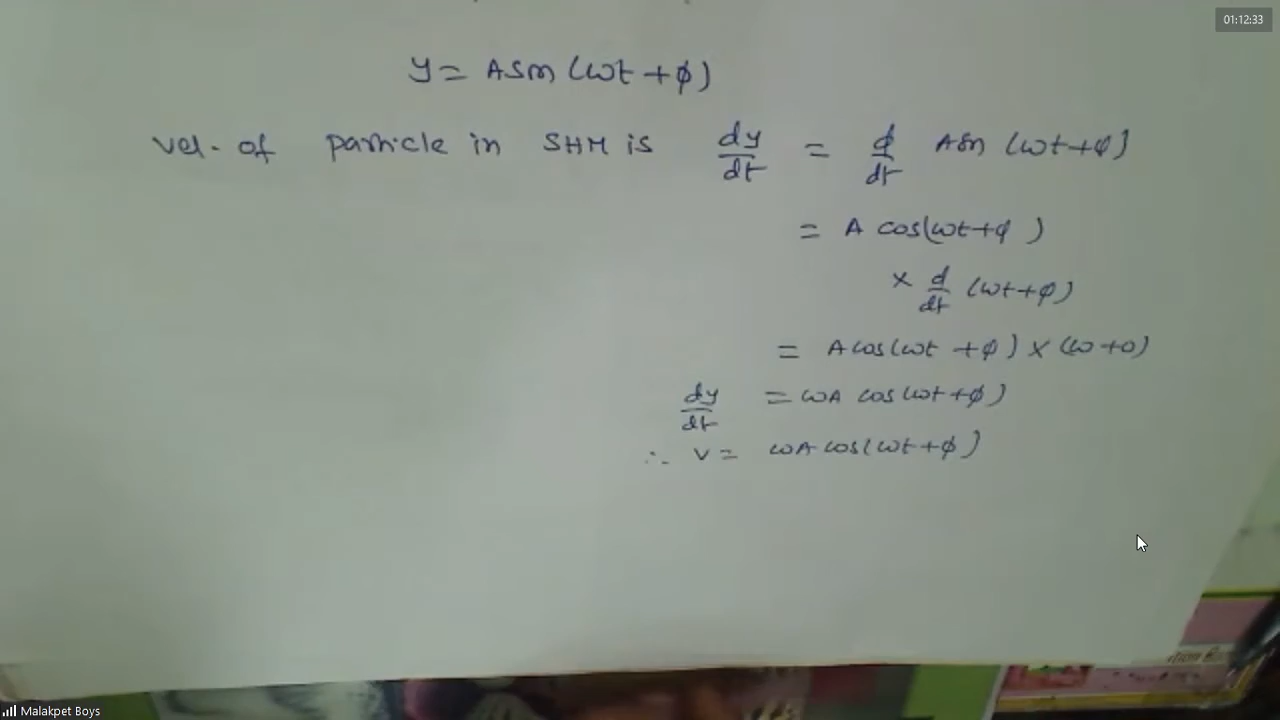 01:12:33
y = A Sin (ωt + φ)
vel. of particle in SHM is dy/dt = d/dt A Sin (ωt + φ)
= A cos(ωt + φ )
× d/dt (ωt + φ)
= A cos(ωt + φ) × (ω + 0)
dy/dt = ωA cos(ωt + φ)
∴ v = ωA cos(ωt + φ)
Malakpet Boys